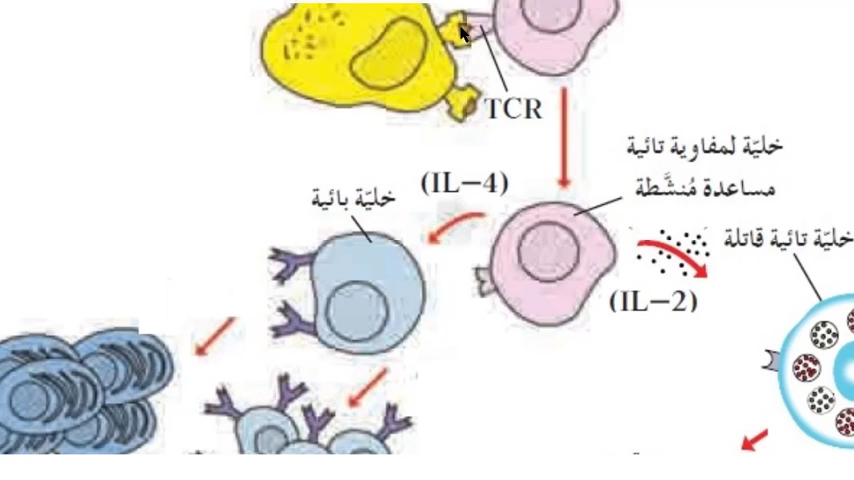 TCR
خليّة لمفاوية تائية
مساعدة مُنشَّطة
(IL–4)
خليّة بائية
خليّة تائية قاتلة
(IL–2)